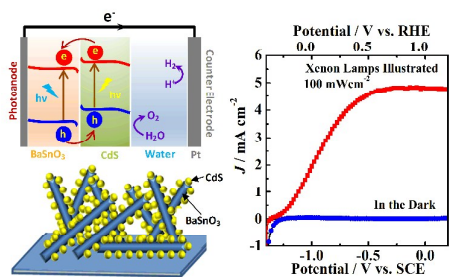 e-
Photoanode
e
e
hν
hν
h
h
BaSnO3
CdS
H2
H+
O2
H2O
Water
Pt
Counter Electrode
CdS
BaSnO3
Potential / V vs. RHE
0.0 0.5 1.0
Xenon Lamps Illustrated
100 mWcm-2
In the Dark
J / mA cm-2
6
5
4
3
2
1
0
-1
-1.0 -0.5 0.0
Potential / V vs. SCE